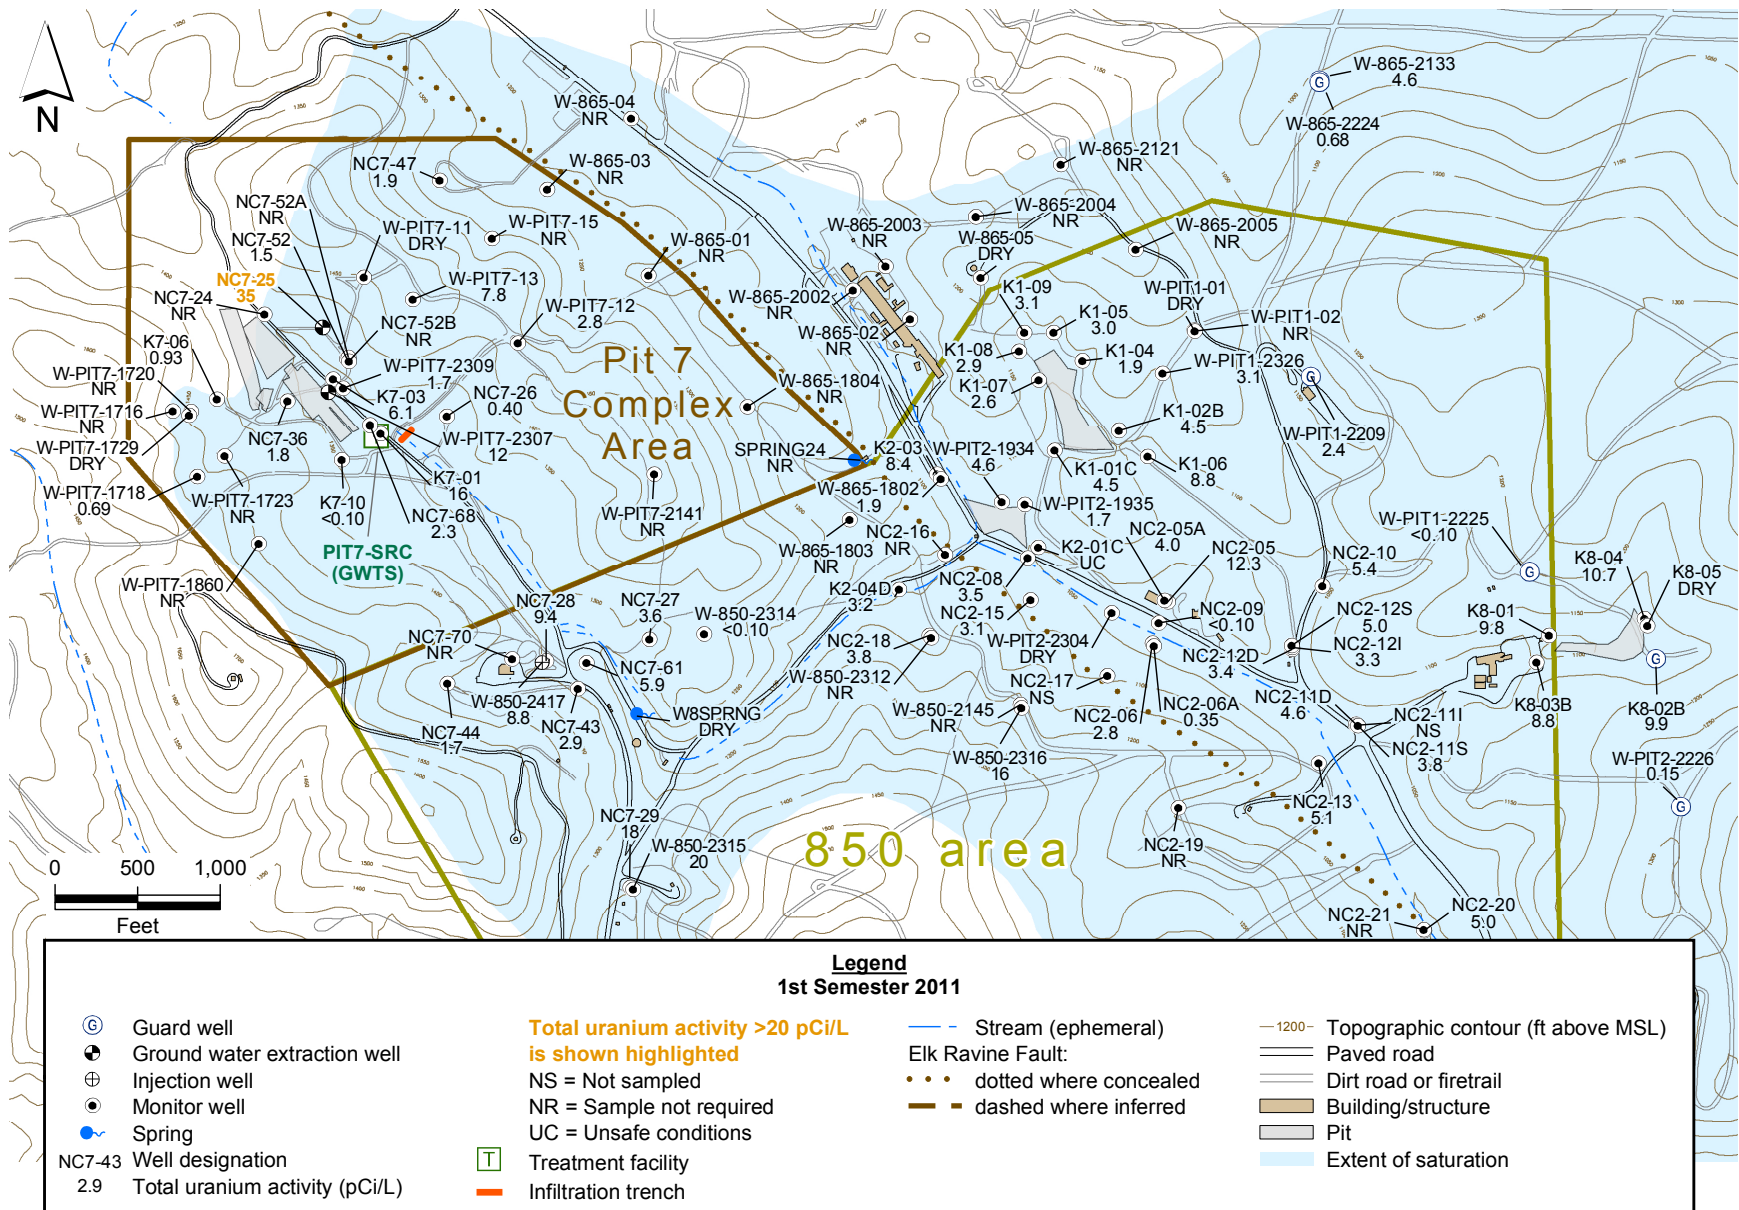 N
W-865-04
NR
W-865-2133
4.6
W-865-2224
0.68
NC7-47
1.9
W-865-03
NR
W-865-2121
NR
NC7-52A
NR
NC7-52
1.5
NC7-25
35
NC7-24
NR
W-PIT7-11
DRY
W-PIT7-15
NR
W-865-01
NR
W-865-2003
NR
W-865-2004
NR
W-865-05
DRY
W-865-2005
NR
W-PIT7-13
7.8
W-PIT7-12
2.8
W-865-2002
NR
W-865-02
NR
K1-09
3.1
K1-05
3.0
W-PIT1-01
DRY
W-PIT1-02
NR
NC7-52B
NR
K7-06
0.93
W-PIT7-1720
NR
W-PIT7-1716
NR
W-PIT7-1729
DRY
W-PIT7-1718
0.69
W-PIT7-2309
1.7
K7-03
6.1
NC7-26
0.40
W-PIT7-2307
12
Pit 7
Complex
Area
W-865-1804
NR
K1-08
2.9
K1-07
2.6
K1-04
1.9
W-PIT1-2326
3.1
K1-02B
4.5
W-PIT1-2209
2.4
NC7-36
1.8
W-PIT7-1723
NR
K7-10
<0.10
K7-01
16
NC7-68
2.3
PIT7-SRC
(GWTS)
W-PIT7-2141
NR
SPRING24
NR
K2-03
8.4
W-PIT2-1934
4.6
K1-01C
4.5
K1-06
8.8
W-865-1802
1.9
W-PIT2-1935
1.7
W-865-1803
NR
NC2-16
NR
K2-01C
UC
NC2-05A
4.0
NC2-05
12.3
W-PIT1-2225
<0.10
NC2-10
5.4
K8-04
10.7
K8-05
DRY
W-PIT7-1860
NR
NC7-28
9.4
NC7-27
3.6
W-850-2314
<0.10
K2-04D
3.2
NC2-08
3.5
NC2-15
3.1
NC2-09
<0.10
NC2-12S
5.0
NC2-12I
3.3
K8-01
9.8
NC7-70
NR
NC7-61
5.9
NC2-18
3.8
W-850-2312
NR
W-PIT2-2304
DRY
NC2-17
NS
NC2-12D
3.4
NC2-11D
4.6
W-850-2417
8.8
NC7-43
2.9
NC7-44
1.7
W8SPRNG
DRY
W-850-2145
NR
NC2-06
2.8
NC2-06A
0.35
NC2-11I
NS
NC2-11S
3.8
K8-03B
8.8
K8-02B
9.9
W-850-2316
16
W-PIT2-2226
0.15
NC7-29
18
W-850-2315
20
850 area
NC2-13
5.1
NC2-19
NR
NC2-21
NR
NC2-20
5.0
0 500 1,000
Feet
Legend
1st Semester 2011
G Guard well
Ground water extraction well
Injection well
Monitor well
Spring
NC7-43 Well designation
2.9 Total uranium activity (pCi/L)
Total uranium activity >20 pCi/L
is shown highlighted
NS = Not sampled
NR = Sample not required
UC = Unsafe conditions
T Treatment facility
Infiltration trench
Stream (ephemeral)
Elk Ravine Fault:
dotted where concealed
dashed where inferred
1200 Topographic contour (ft above MSL)
Paved road
Dirt road or firetrail
Building/structure
Pit
Extent of saturation